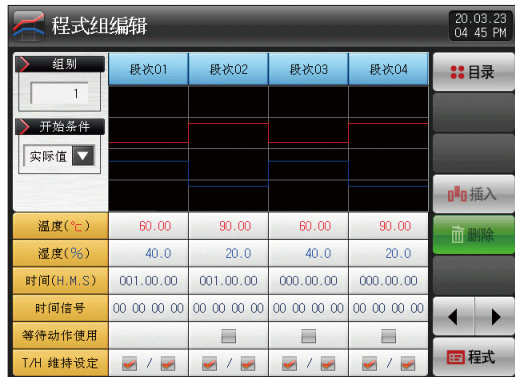 程式组编辑
20.03.23
04 45 PM
组别
1
开始条件
实际值
段次01 段次02 段次03 段次04
温度(℃) 60.00 90.00 60.00 90.00
湿度(%) 40.0 20.0 40.0 20.0
时间(H.M.S) 001.00.00 001.00.00 000.00.00 000.00.00
时间信号 00 00 00 00 00 00 00 00 00 00 00 00 00 00 00 00
等待动作使用
T/H 维持设定 / / / /
目录
插入
删除
程式